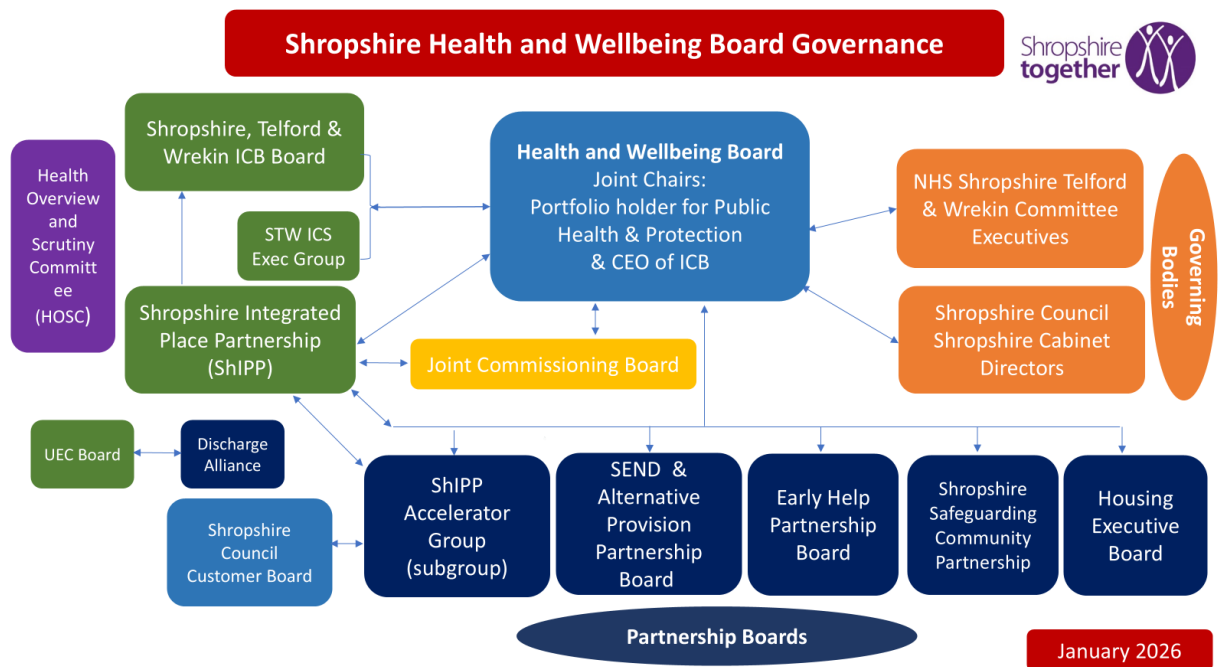 Shropshire Health and Wellbeing Board Governance
Shropshire
together
Health
Overview
and
Scrutiny
Committ
ee
(HOSC)
Shropshire, Telford &
Wrekin ICB Board
STW ICS
Exec Group
Shropshire Integrated
Place Partnership
(ShIPP)
Health and Wellbeing Board
Joint Chairs:
Portfolio holder for Public
Health & Protection
& CEO of ICB
Joint Commissioning Board
NHS Shropshire Telford
& Wrekin Committee
Executives
Shropshire Council
Shropshire Cabinet
Directors
Governing
Bodies
UEC Board
Discharge
Alliance
Shropshire
Council
Customer Board
ShIPP
Accelerator
Group
(subgroup)
SEND &
Alternative
Provision
Partnership
Board
Early Help
Partnership
Board
Shropshire
Safeguarding
Community
Partnership
Housing
Executive
Board
Partnership Boards
January 2026